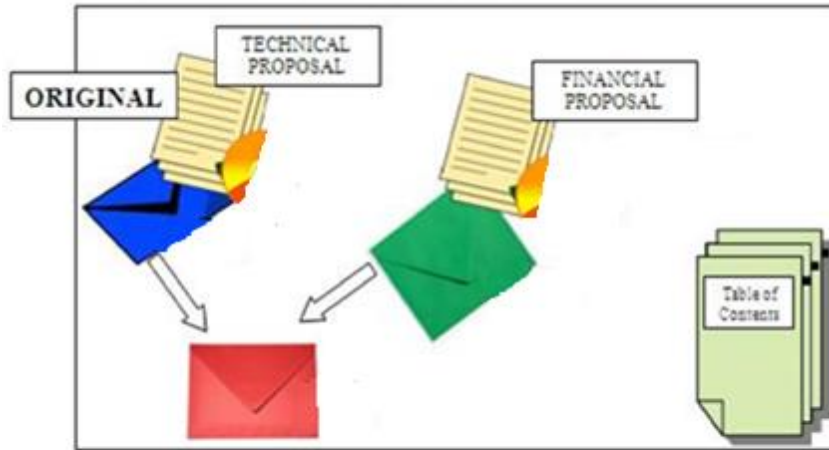 TECHNICAL
PROPOSAL
ORIGINAL
FINANCIAL
PROPOSAL
Table of
Contents